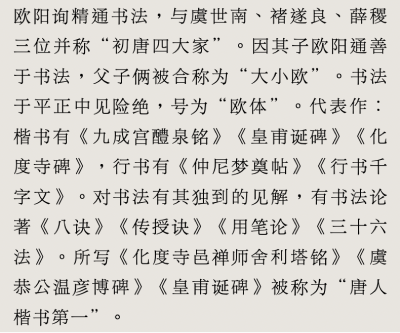 欧阳询精通书法，与虞世南、褚遂良、薛稷
三位并称“初唐四大家”。因其子欧阳通善
于书法，父子俩被合称为“大小欧”。书法
于平正中见险绝，号为“欧体”。代表作：
楷书有《九成宫醴泉铭》《皇甫诞碑》《化
度寺碑》，行书有《仲尼梦奠帖》《行书千
字文》。对书法有其独到的见解，有书法论
著《八诀》《传授诀》《用笔论》《三十六
法》。所写《化度寺邑禅师舍利塔铭》《虞
恭公温彦博碑》《皇甫诞碑》被称为“唐人
楷书第一”。